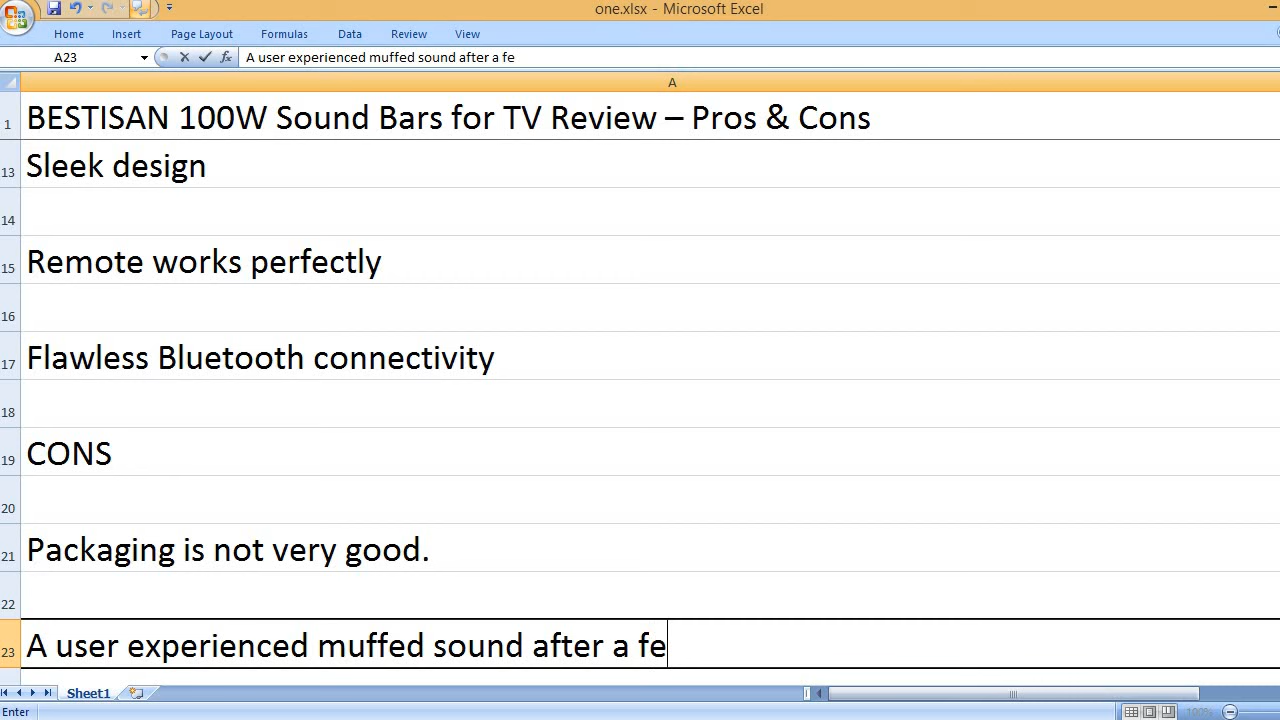 one.xlsx - Microsoft Excel
Home Insert Page Layout Formulas Data Review View
A23 fx A user experienced muffed sound after a fe
A
1 BESTISAN 100W Sound Bars for TV Review – Pros & Cons
13 Sleek design
14
15 Remote works perfectly
16
17 Flawless Bluetooth connectivity
18
19 CONS
20
21 Packaging is not very good.
22
23 A user experienced muffed sound after a fe
Sheet1
Enter 100%